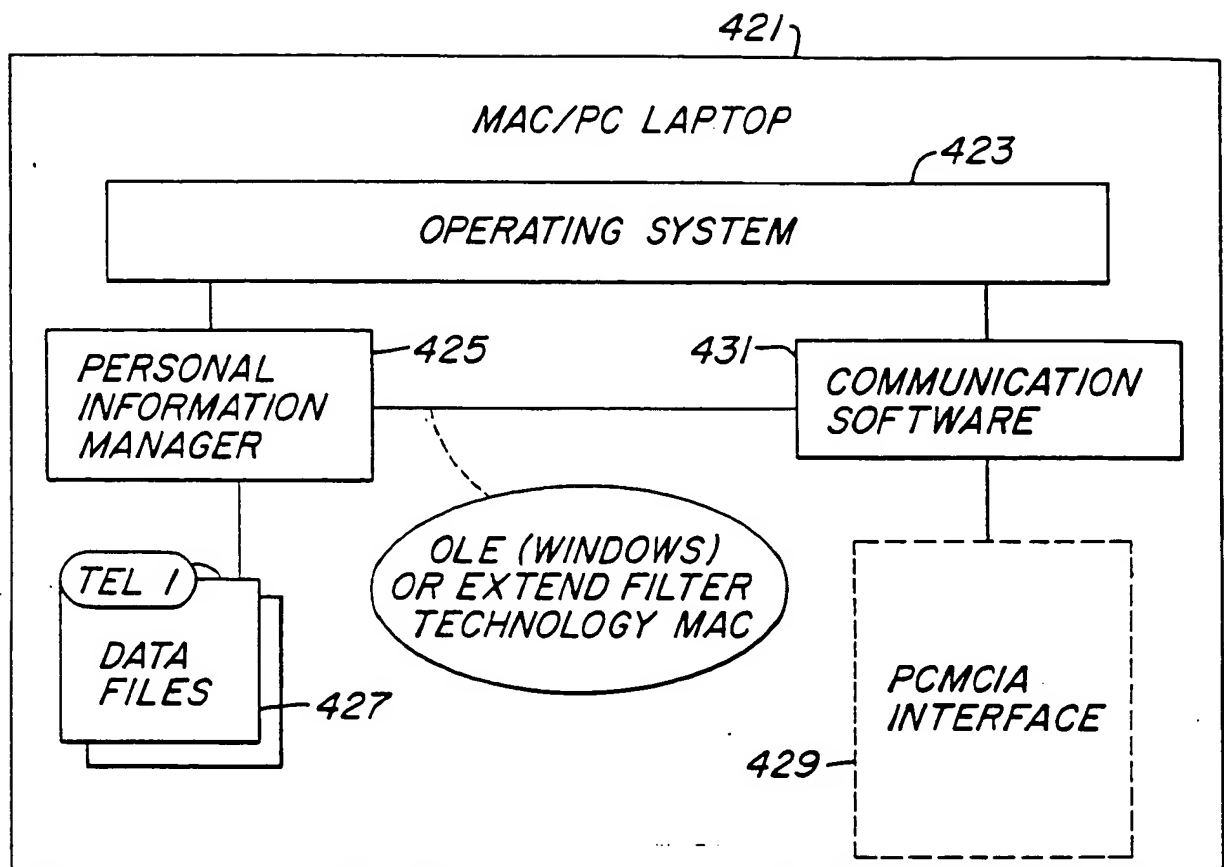 421
MAC/PC LAPTOP
423
OPERATING SYSTEM
PERSONAL
INFORMATION
MANAGER
425
431
COMMUNICATION
SOFTWARE
OLE (WINDOWS)
OR EXTEND FILTER
TECHNOLOGY MAC
TEL 1
DATA
FILES
427
PCMCIA
INTERFACE
429